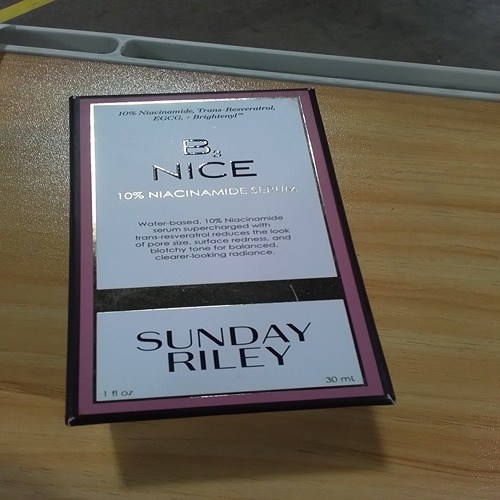 10% Niacinamide, Trans-Resveratrol,
EGCG, + Brightenyl™
B3
NICE
10% NIACINAMIDE SERUM
Water-based, 10% Niacinamide
serum supercharged with
trans-resveratrol reduces the look
of pore size, surface redness, and
blotchy tone for balanced,
clearer-looking radiance.
SUNDAY
RILEY
1 fl oz
30 mL